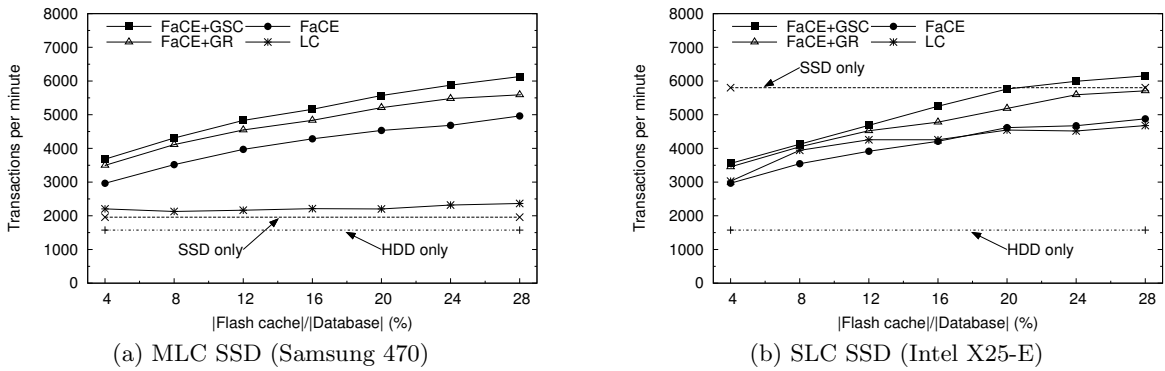 8000
7000
6000
5000
4000
3000
2000
1000
0
Transactions per minute
FaCE+GSC
FaCE
FaCE+GR
LC
SSD only
HDD only
4 8 12 16 20 24 28
|Flash cache|/|Database| (%)
(a) MLC SSD (Samsung 470)
8000
7000
6000
5000
4000
3000
2000
1000
0
Transactions per minute
FaCE+GSC
FaCE
FaCE+GR
LC
SSD only
HDD only
4 8 12 16 20 24 28
|Flash cache|/|Database| (%)
(b) SLC SSD (Intel X25-E)